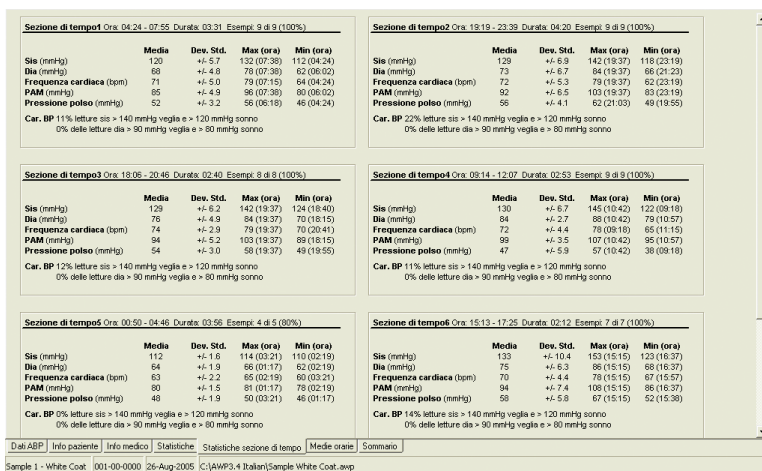 Sezione di tempo1 Ora: 04:24 - 07:55 Durata: 03:31 Esempi: 9 di 9 (100%)
Media Dev. Std. Max (ora) Min (ora)
Sis (mmHg) 120 +/- 5.7 132 (07:38) 112 (04:24)
Dia (mmHg) 68 +/- 4.8 78 (07:38) 62 (06:02)
Frequenza cardiaca (bpm) 71 +/- 5.0 79 (07:15) 64 (04:24)
PAM (mmHg) 85 +/- 4.9 96 (07:38) 80 (06:02)
Pressione polso (mmHg) 52 +/- 3.2 56 (06:18) 46 (04:24)
Car. BP 11% letture sis > 140 mmHg veglia e > 120 mmHg sonno
0% delle letture dia > 90 mmHg veglia e > 80 mmHg sonno
Sezione di tempo2 Ora: 19:19 - 23:39 Durata: 04:20 Esempi: 9 di 9 (100%)
Media Dev. Std. Max (ora) Min (ora)
Sis (mmHg) 129 +/- 6.9 142 (19:37) 118 (23:19)
Dia (mmHg) 73 +/- 6.7 84 (19:37) 66 (21:23)
Frequenza cardiaca (bpm) 72 +/- 5.3 79 (19:37) 62 (23:19)
PAM (mmHg) 92 +/- 6.5 103 (19:37) 83 (23:19)
Pressione polso (mmHg) 56 +/- 4.1 62 (21:03) 49 (19:55)
Car. BP 22% letture sis > 140 mmHg veglia e > 120 mmHg sonno
0% delle letture dia > 90 mmHg veglia e > 80 mmHg sonno
Sezione di tempo3 Ora: 18:06 - 20:46 Durata: 02:40 Esempi: 8 di 8 (100%)
Media Dev. Std. Max (ora) Min (ora)
Sis (mmHg) 129 +/- 6.2 142 (19:37) 124 (18:40)
Dia (mmHg) 76 +/- 4.9 84 (19:37) 70 (18:15)
Frequenza cardiaca (bpm) 74 +/- 2.9 79 (19:37) 70 (20:41)
PAM (mmHg) 94 +/- 5.2 103 (19:37) 89 (18:15)
Pressione polso (mmHg) 54 +/- 3.0 58 (19:37) 49 (19:55)
Car. BP 12% letture sis > 140 mmHg veglia e > 120 mmHg sonno
0% delle letture dia > 90 mmHg veglia e > 80 mmHg sonno
Sezione di tempo4 Ora: 09:14 - 12:07 Durata: 02:53 Esempi: 9 di 9 (100%)
Media Dev. Std. Max (ora) Min (ora)
Sis (mmHg) 130 +/- 6.7 145 (10:42) 122 (09:18)
Dia (mmHg) 84 +/- 2.7 88 (10:42) 79 (10:57)
Frequenza cardiaca (bpm) 72 +/- 4.4 78 (09:18) 65 (11:15)
PAM (mmHg) 99 +/- 3.5 107 (10:42) 95 (10:57)
Pressione polso (mmHg) 47 +/- 5.9 57 (10:42) 38 (09:18)
Car. BP 11% letture sis > 140 mmHg veglia e > 120 mmHg sonno
0% delle letture dia > 90 mmHg veglia e > 80 mmHg sonno
Sezione di tempo5 Ora: 00:50 - 04:46 Durata: 03:56 Esempi: 4 di 5 (80%)
Media Dev. Std. Max (ora) Min (ora)
Sis (mmHg) 112 +/- 1.6 114 (03:21) 110 (02:19)
Dia (mmHg) 64 +/- 1.9 66 (01:17) 62 (02:19)
Frequenza cardiaca (bpm) 63 +/- 2.2 65 (02:19) 60 (03:21)
PAM (mmHg) 80 +/- 1.5 81 (01:17) 78 (02:19)
Pressione polso (mmHg) 48 +/- 1.9 50 (03:21) 46 (01:17)
Car. BP 0% letture sis > 140 mmHg veglia e > 120 mmHg sonno
0% delle letture dia > 90 mmHg veglia e > 80 mmHg sonno
Sezione di tempo6 Ora: 15:13 - 17:25 Durata: 02:12 Esempi: 7 di 7 (100%)
Media Dev. Std. Max (ora) Min (ora)
Sis (mmHg) 133 +/- 10.4 153 (15:15) 123 (16:37)
Dia (mmHg) 75 +/- 6.3 86 (15:15) 68 (16:37)
Frequenza cardiaca (bpm) 70 +/- 4.4 78 (15:15) 67 (15:57)
PAM (mmHg) 94 +/- 7.4 108 (15:15) 86 (16:37)
Pressione polso (mmHg) 58 +/- 5.8 67 (15:15) 52 (15:38)
Car. BP 14% letture sis > 140 mmHg veglia e > 120 mmHg sonno
0% delle letture dia > 90 mmHg veglia e > 80 mmHg sonno
Dati ABP Info paziente Info medico Statistiche Statistiche sezione di tempo Medie orarie Sommario
Sample 1 - White Coat 001-00-0000 26-Aug-2005 C:\AWP3.4 Italian\Sample White Coat.awp